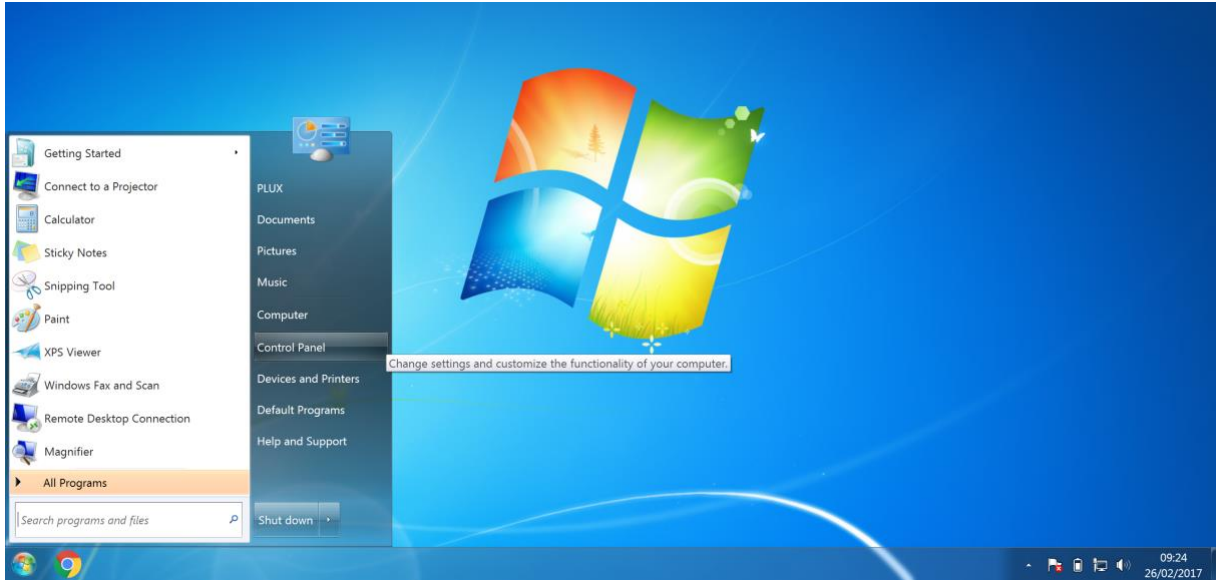 Getting Started
Connect to a Projector
Calculator
Sticky Notes
Snipping Tool
Paint
XPS Viewer
Windows Fax and Scan
Remote Desktop Connection
Magnifier
All Programs
Search programs and files
PLUX
Documents
Pictures
Music
Computer
Control Panel
Devices and Printers
Default Programs
Help and Support
Shut down
Change settings and customize the functionality of your computer.
09:24
26/02/2017